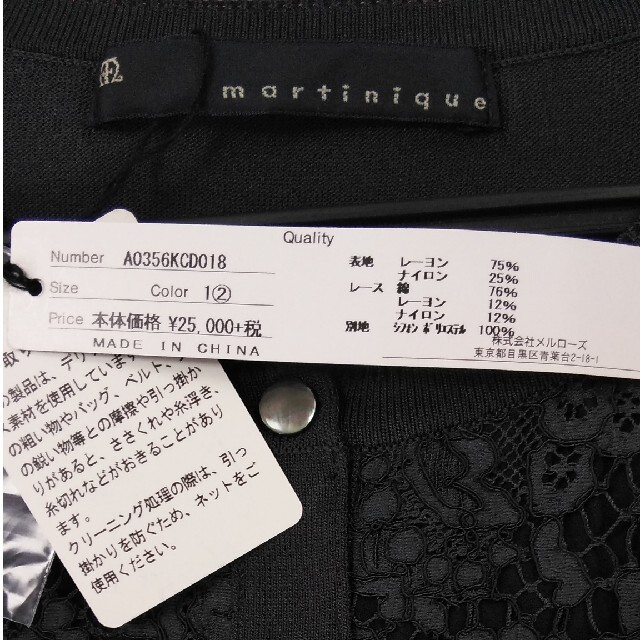 martinique
Quality
Number A0356KCD018
Size Color 1②
Price 本体価格 ¥25,000+税
MADE IN CHINA
表地 レーヨン 75%
ナイロン 25%
レース 綿 76%
レーヨン 12%
ナイロン 12%
別地 シフォン ポリエステル 100%
株式会社メルローズ
東京都目黒区青葉台2-18-1
の製品は、デリ
素材を使用しています
の粗い物やバッグ、ベルト、
の鋭い物等との摩擦や引っ掛か
りがあると、ささくれや糸浮き、
糸切れなどがおきることがあり
ます。
クリーニング処理の際は、引っ
掛かりを防ぐため、ネットをご
使用ください。